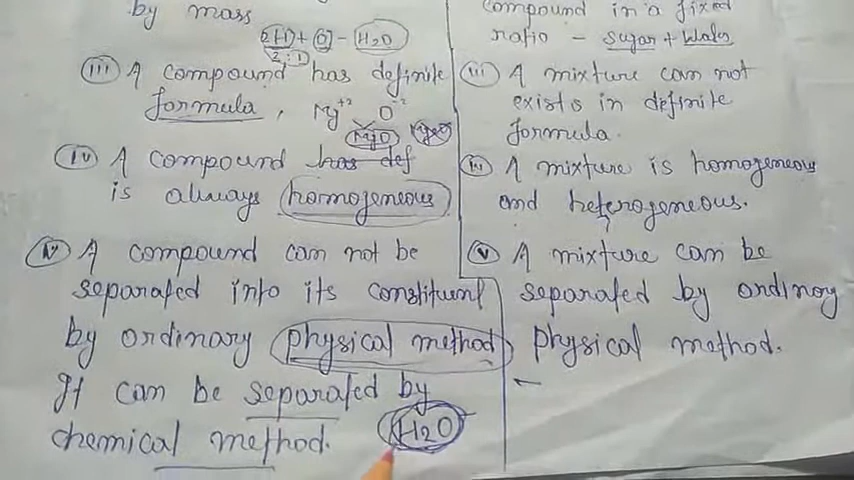 by mass
2[H] + [O] - H2O
2 : 1
(iii) A compound has definite
formula, Mg+2 O-2
MgO
(iv) A compound has def
is always homogeneous
(iv) A compound can not be
separated into its constituent
by ordinary physical method
It can be separated by
chemical method. H2O
compound in a fixed
ratio - sugar + Water
(iii) A mixture can not
exists in definite
formula.
(iii) A mixture is homogeneous
and heterogeneous.
(v) A mixture can be
separated by ordinary
physical method.